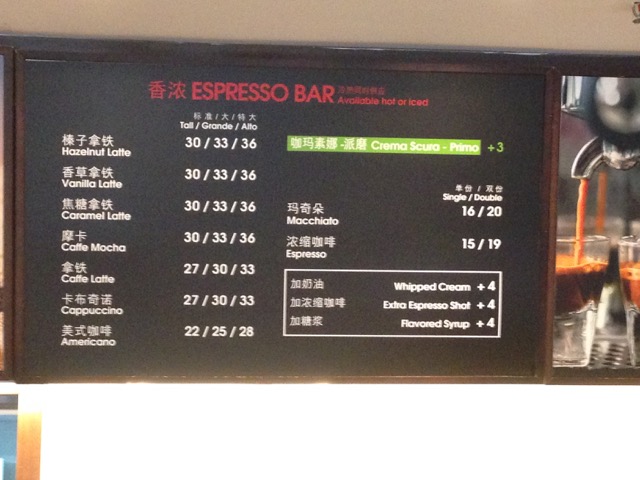 香浓 ESPRESSO BAR 冷热同时供应
Available hot or iced
标准/大/特大
Tall / Grande / Alto
榛子拿铁 30 / 33 / 36
Hazelnut Latte
香草拿铁 30 / 33 / 36
Vanilla Latte
焦糖拿铁 30 / 33 / 36
Caramel Latte
摩卡 30 / 33 / 36
Caffe Mocha
拿铁 27 / 30 / 33
Caffe Latte
卡布奇诺 27 / 30 / 33
Cappuccino
美式咖啡 22 / 25 / 28
Americano
咖玛素娜-派磨 Crema Scura - Primo +3
单份 / 双份
Single / Double
玛奇朵 16 / 20
Macchiato
浓缩咖啡 15 / 19
Espresso
加奶油 Whipped Cream +4
加浓缩咖啡 Extra Espresso Shot +4
加糖浆 Flavored Syrup +4